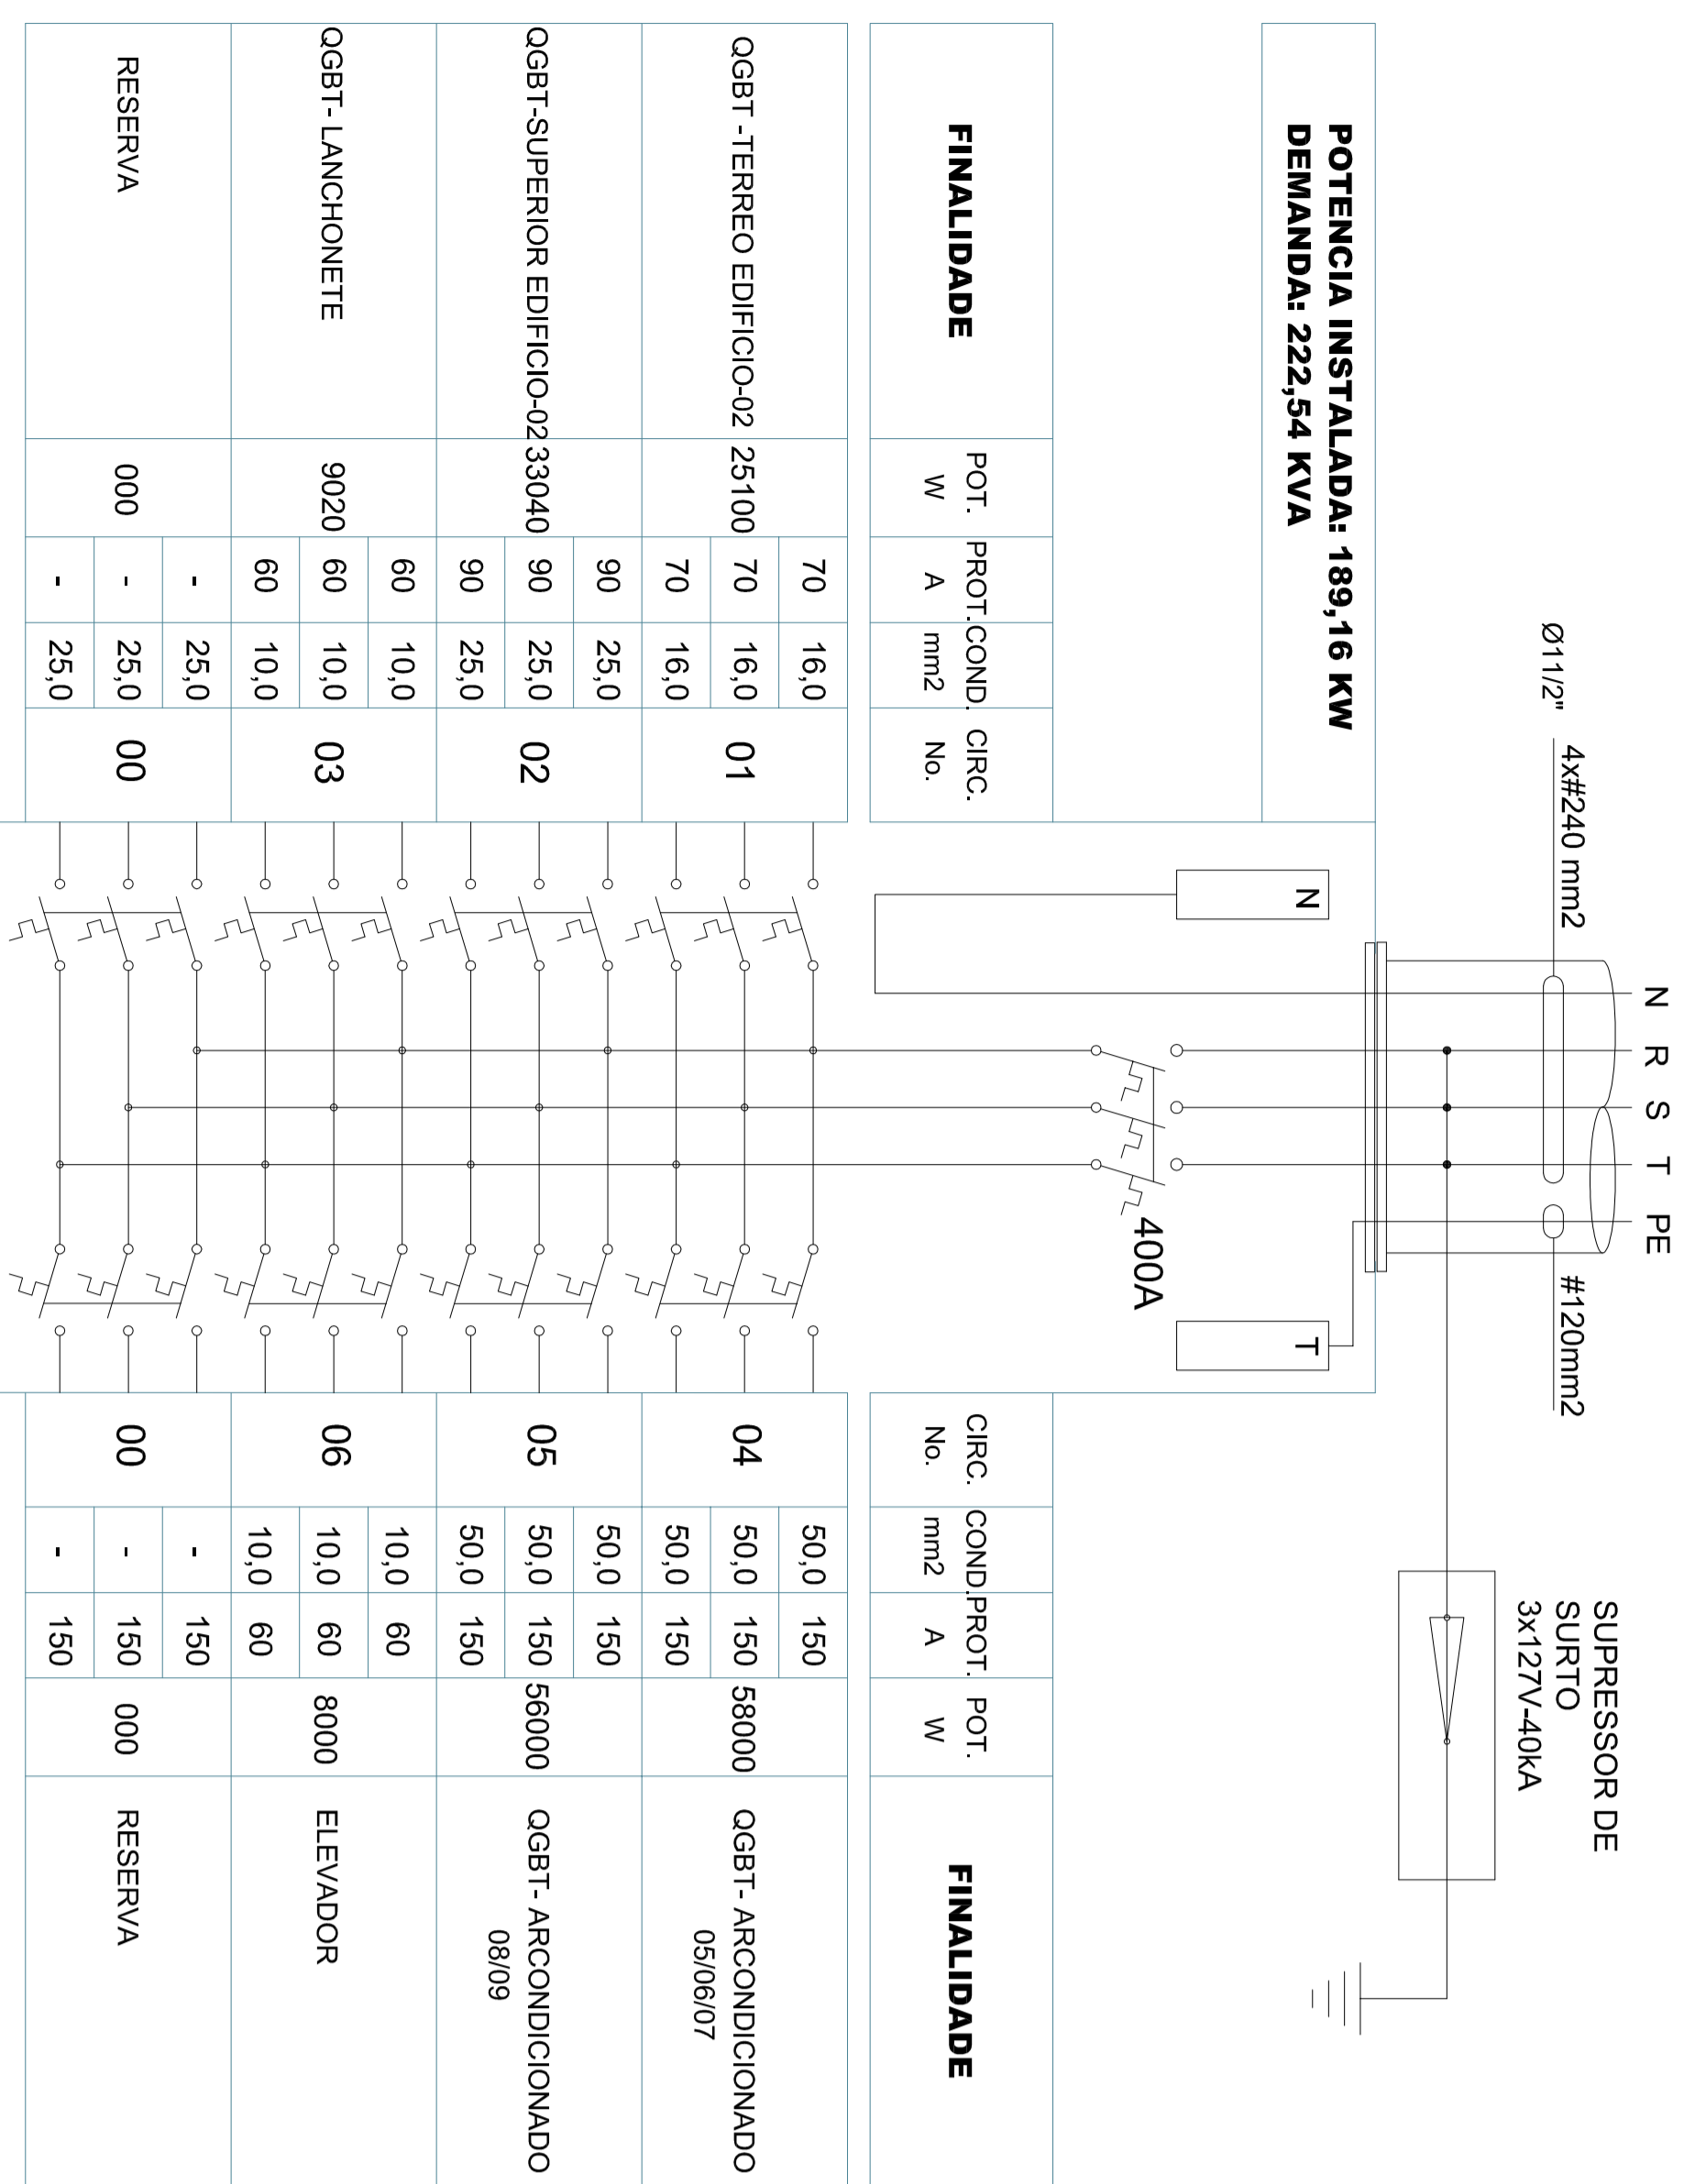 N R S T PE
Ø11/2"
4x#240 mm2
#120mm2
SUPRESSOR DE
SURTO
3x127V-40kA
POTENCIA INSTALADA: 189,16 KW
DEMANDA: 222,54 KVA
N
T
400A
FINALIDADE
POT.
W
PROT.
A
COND.
mm2
CIRC.
No.
CIRC.
No.
COND.
mm2
PROT.
A
POT.
W
FINALIDADE
QGBT -TERREO EDIFICIO-02
25100
70 16,0
70 16,0
70 16,0
01
04
50,0 150
50,0 150
50,0 150
58000
QGBT- ARCONDICIONADO
05/06/07
QGBT-SUPERIOR EDIFICIO-02
33040
90 25,0
90 25,0
90 25,0
02
05
50,0 150
50,0 150
50,0 150
56000
QGBT- ARCONDICIONADO
08/09
QGBT- LANCHONETE
9020
60 10,0
60 10,0
60 10,0
03
06
10,0 60
10,0 60
10,0 60
8000
ELEVADOR
RESERVA
000
- 25,0
- 25,0
- 25,0
00
00
- 150
- 150
- 150
000
RESERVA